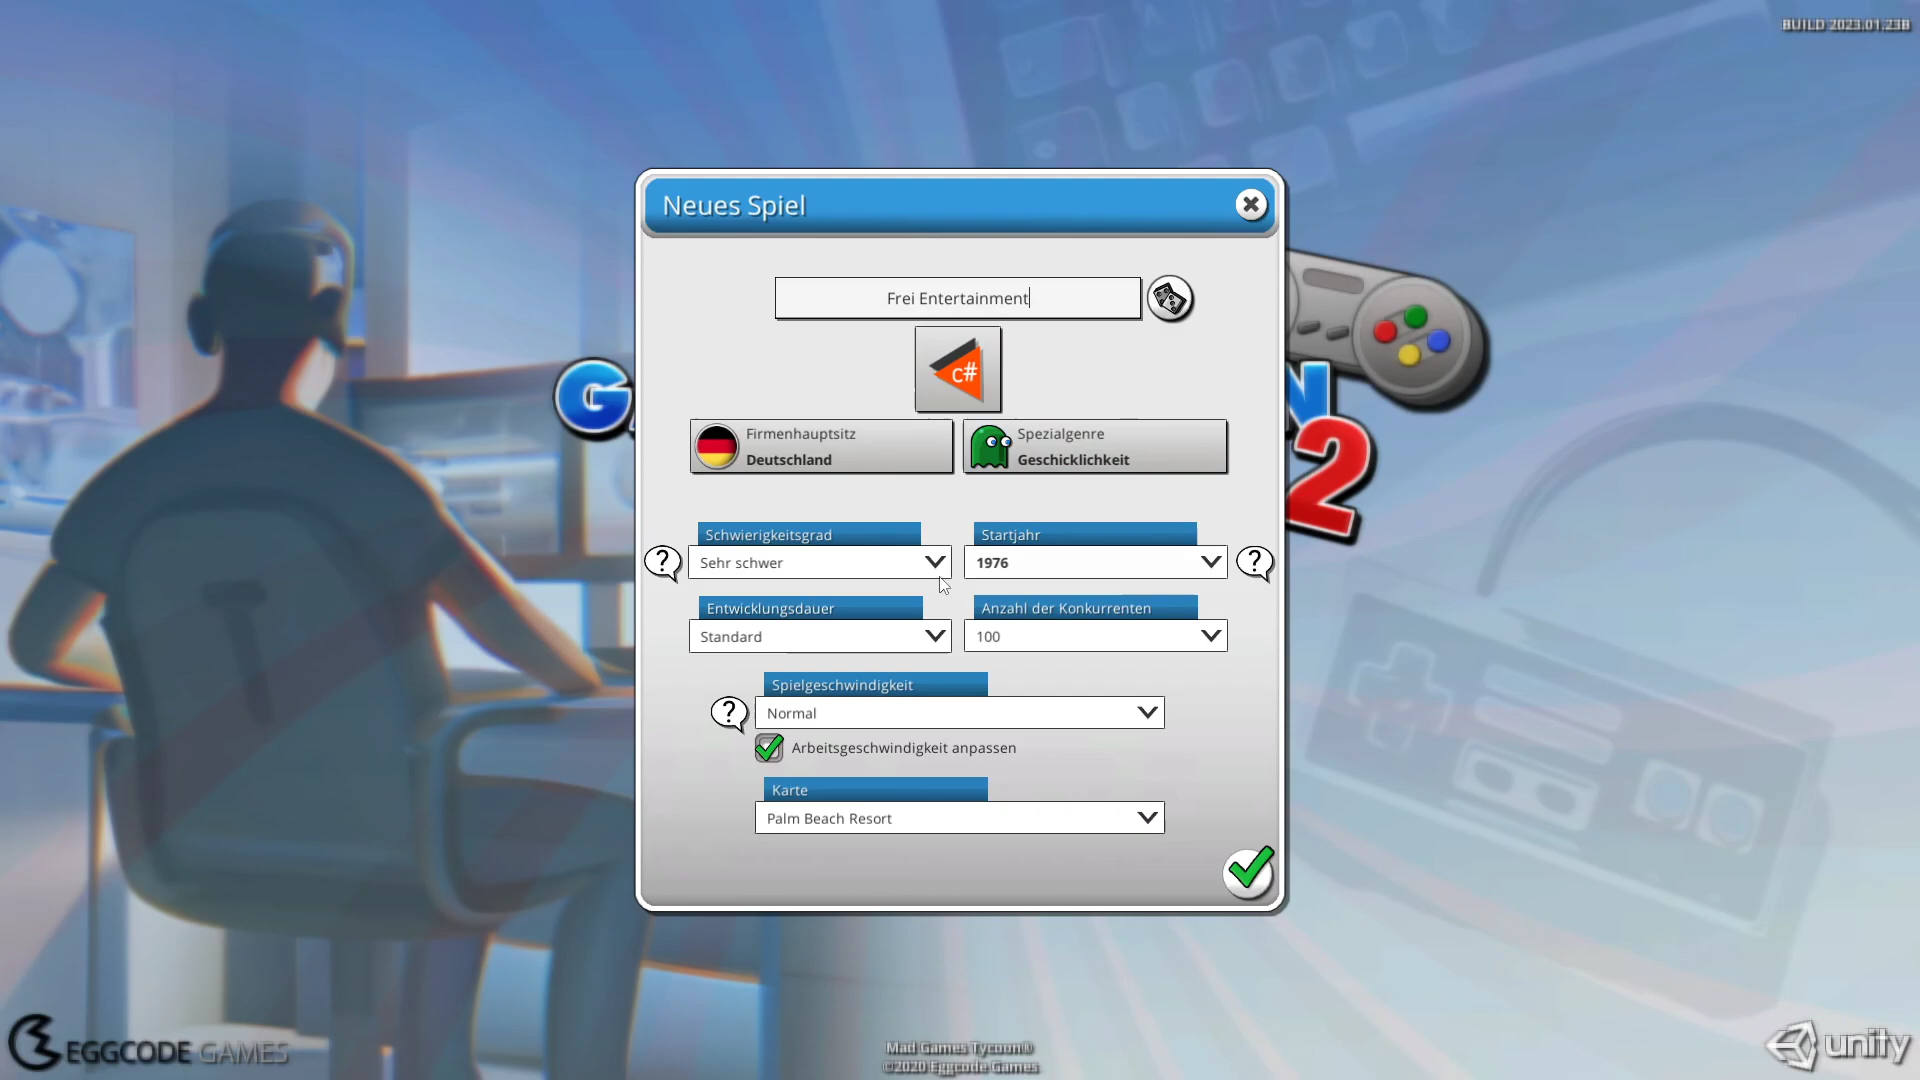 BUILD 2023.01.23B
Neues Spiel
Frei Entertainment
C#
Firmenhauptsitz
Deutschland
Spezialgenre
Geschicklichkeit
G
N
2
Schwierigkeitsgrad
Startjahr
? Sehr schwer
1976 ?
Entwicklungsdauer
Anzahl der Konkurrenten
Standard
100
Spielgeschwindigkeit
? Normal
Arbeitsgeschwindigkeit anpassen
Karte
Palm Beach Resort
EGGCODE GAMES
Mad Games Tycoon®
©2020 Eggcode Games
unity